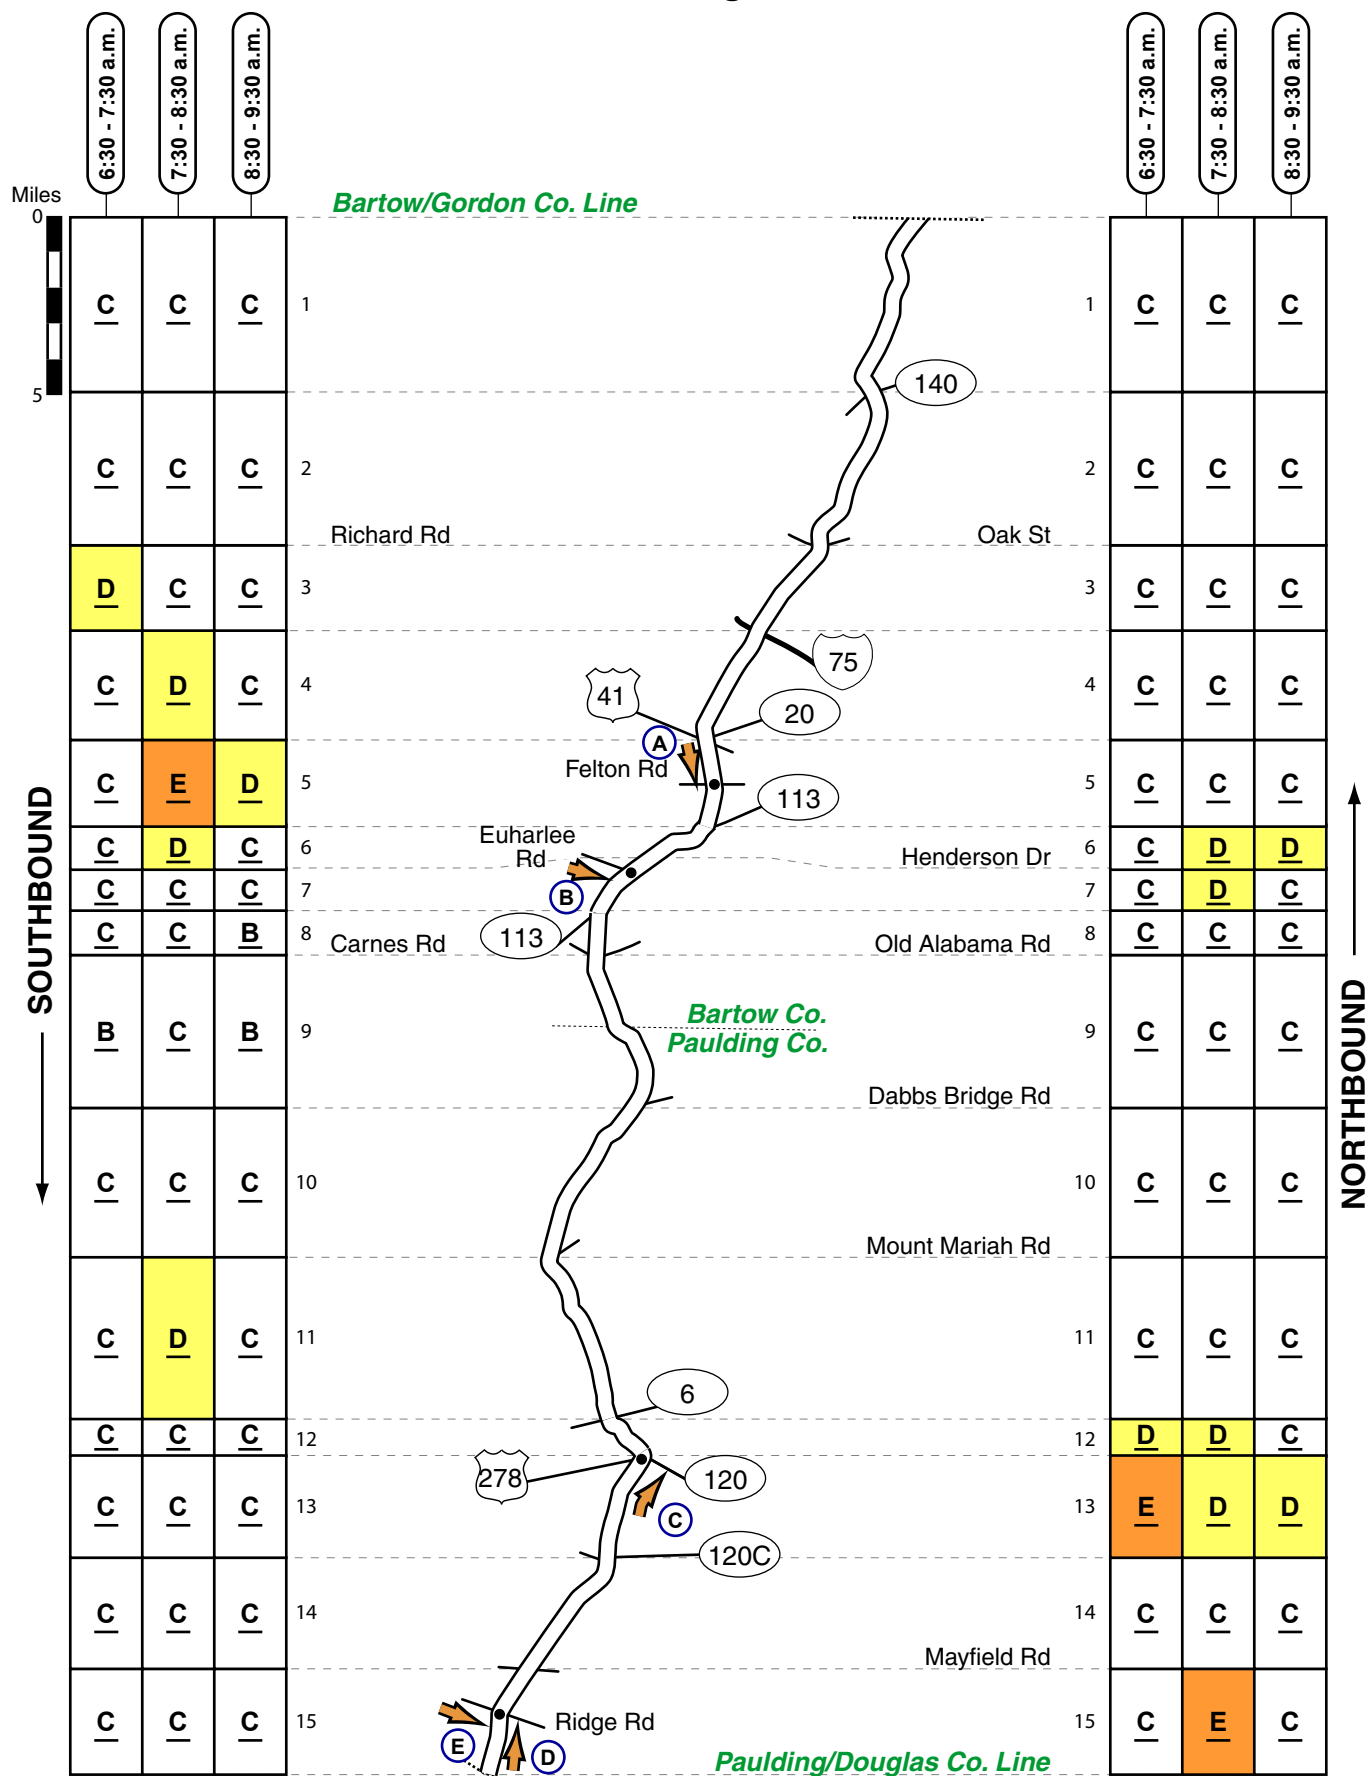 6:30 - 7:30 a.m. 7:30 - 8:30 a.m. 8:30 - 9:30 a.m. 6:30 - 7:30 a.m. 7:30 - 8:30 a.m. 8:30 - 9:30 a.m.
Miles
0 Bartow/Gordon Co. Line
C C C 1 1 C C C
140
5
C C C 2 2 C C C
Richard Rd Oak St
D C C 3 3 C C C
75
C D C 4 41 4 C C C
20
A
Felton Rd
C E D 5 5 C C C
113
Euharlee
Rd
C D C 6 Henderson Dr 6 C D D
C C C 7 B 7 C D C
C C B 8 Carnes Rd 113 Old Alabama Rd 8 C C C
SOUTHBOUND
Bartow Co.
B C B 9 9 C C C
Paulding Co.
NORTHBOUND
Dabbs Bridge Rd
C C C 10 10 C C C
Mount Mariah Rd
C D C 11 11 C C C
6
C C C 12 12 D D C
278 120
C C C 13 C 13 E D D
120C
C C C 14 14 C C C
Mayfield Rd
C C C 15 Ridge Rd 15 C E C
E D
Paulding/Douglas Co. Line